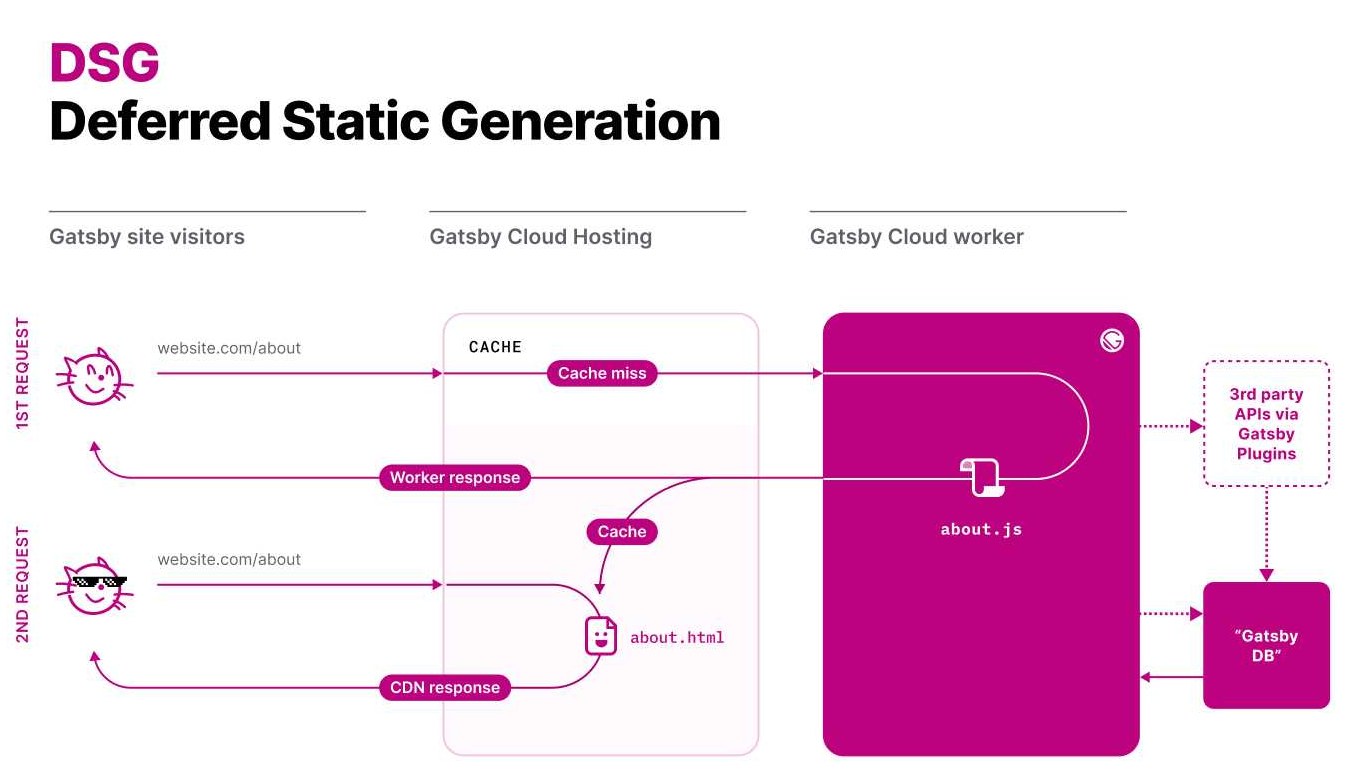 DSG
Deferred Static Generation
Gatsby site visitors
Gatsby Cloud Hosting
Gatsby Cloud worker
1ST REQUEST
website.com/about
CACHE
Cache miss
3rd party
APIs via
Gatsby
Plugins
Worker response
Cache
about.js
2ND REQUEST
website.com/about
about.html
"Gatsby
DB"
CDN response